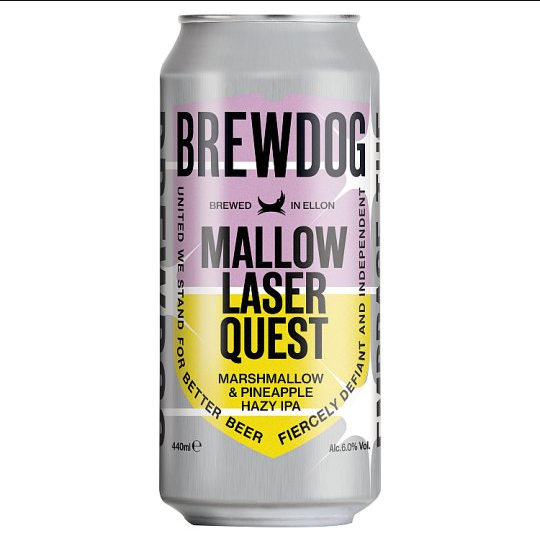 BREWDOG
BREWED IN ELLON
UNITED WE STAND FOR BETTER BEER
FIERCELY DEFIANT AND INDEPENDENT
MALLOW
LASER
QUEST
MARSHMALLOW
& PINEAPPLE
HAZY IPA
440ml e
Alc.6.0% Vol.